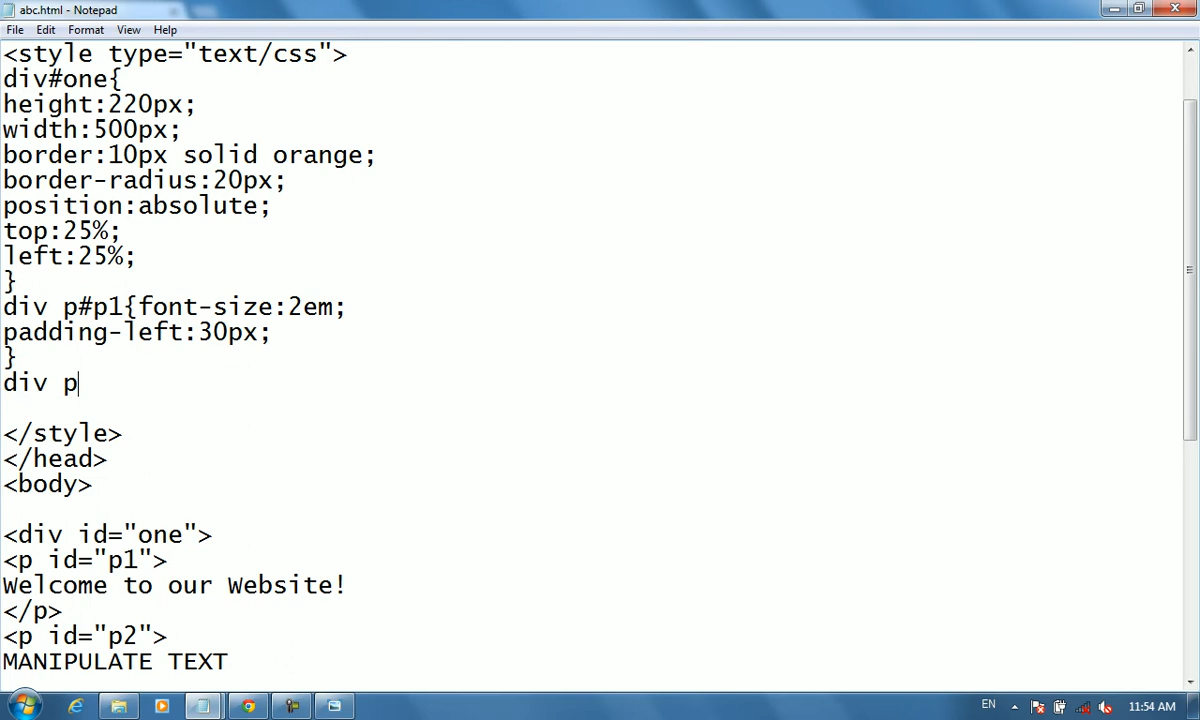 abc.html - Notepad
File Edit Format View Help
<style type="text/css">
div#one{
height:220px;
width:500px;
border:10px solid orange;
border-radius:20px;
position:absolute;
top:25%;
left:25%;
}
div p#p1{font-size:2em;
padding-left:30px;
}
div p

</style>
</head>
<body>

<div id="one">
<p id="p1">
Welcome to our Website!
</p>
<p id="p2">
MANIPULATE TEXT
EN 11:54 AM